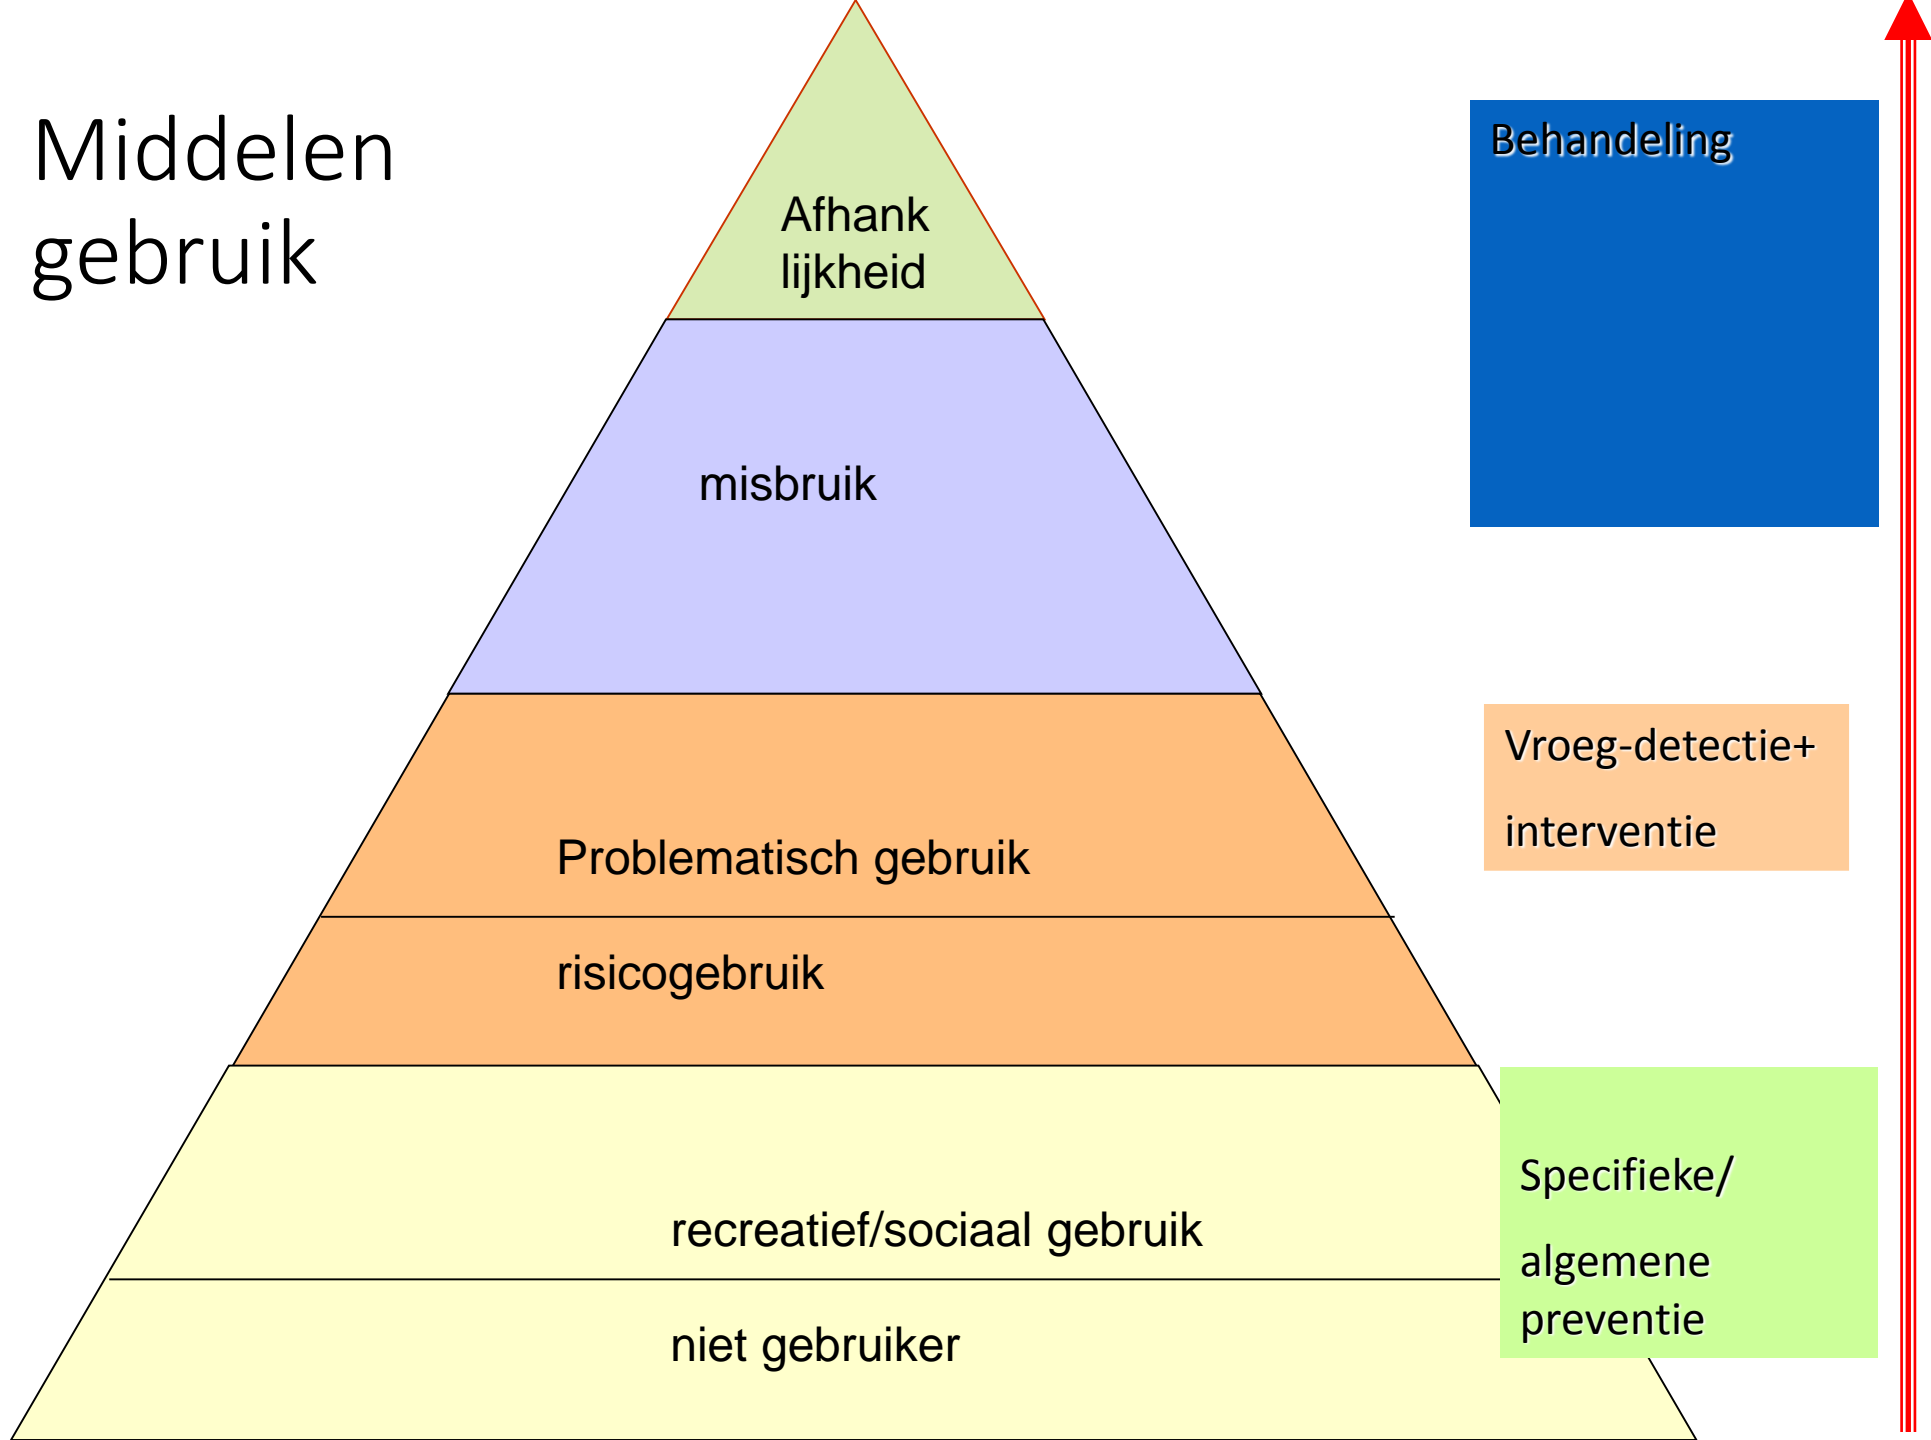 Middelen
gebruik
Afhank
lijkheid
misbruik
Problematisch gebruik
risicogebruik
recreatief/sociaal gebruik
niet gebruiker
Behandeling
Vroeg-detectie+
interventie
Specifieke/
algemene
preventie